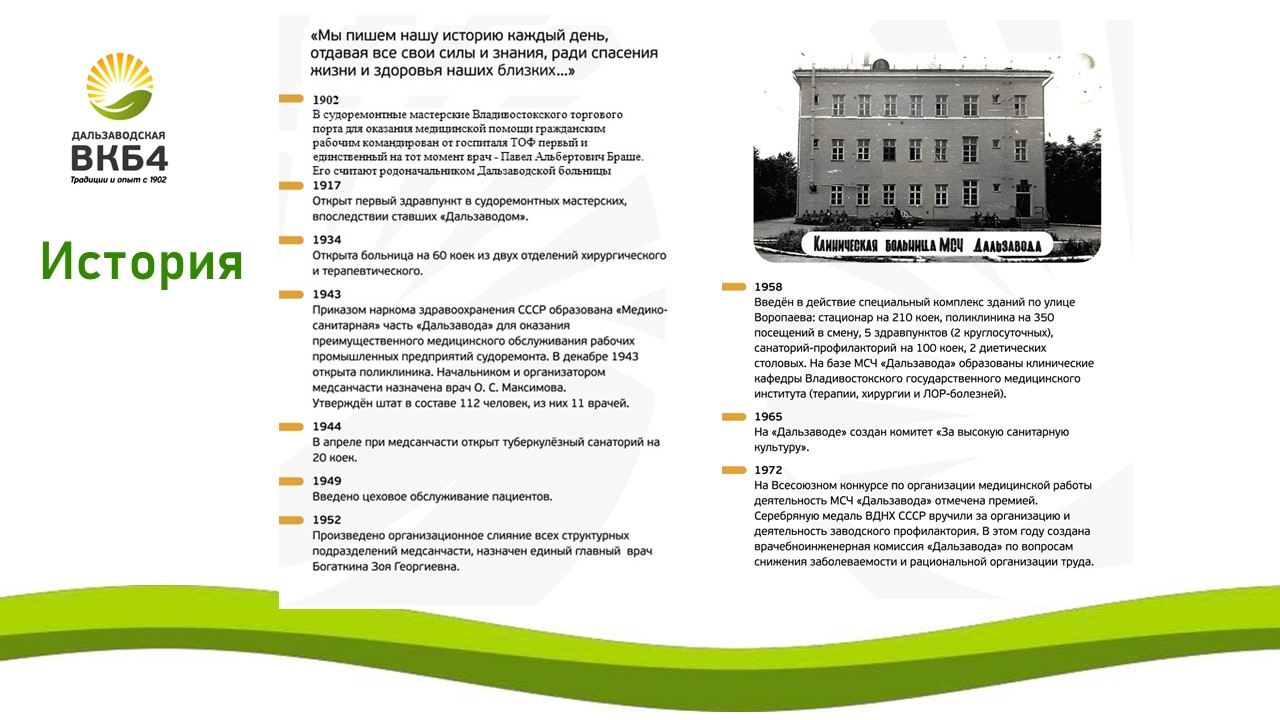 ДАЛЬЗАВОДСКАЯ
ВКБ4
Традиции и опыт с 1902
История
«Мы пишем нашу историю каждый день,
отдавая все свои силы и знания, ради спасения
жизни и здоровья наших близких...»
1902
В судоремонтные мастерские Владивостокского торгового
порта для оказания медицинской помощи гражданским
рабочим командирован от госпиталя ТОФ первый и
единственный на тот момент врач - Павел Альбертович Браше.
Его считают родоначальником Дальзаводской больницы
1917
Открыт первый здравпункт в судоремонтных мастерских,
впоследствии ставших «Дальзаводом».
1934
Открыта больница на 60 коек из двух отделений хирургического
и терапевтического.
1943
Приказом наркома здравоохранения СССР образована «Медико-
санитарная» часть «Дальзавода» для оказания
преимущественного медицинского обслуживания рабочих
промышленных предприятий судоремонта. В декабре 1943
открыта поликлиника. Начальником и организатором
медсанчасти назначена врач О. С. Максимова.
Утверждён штат в составе 112 человек, из них 11 врачей.
1944
В апреле при медсанчасти открыт туберкулёзный санаторий на
20 коек.
1949
Введено цеховое обслуживание пациентов.
1952
Произведено организационное слияние всех структурных
подразделений медсанчасти, назначен единый главный врач
Богаткина Зоя Георгиевна.
Клиническая больница МСЧ Дальзавода
1958
Введён в действие специальный комплекс зданий по улице
Воропаева: стационар на 210 коек, поликлиника на 350
посещений в смену, 5 здравпунктов (2 круглосуточных),
санаторий-профилакторий на 100 коек, 2 диетических
столовых. На базе МСЧ «Дальзавода» образованы клинические
кафедры Владивостокского государственного медицинского
института (терапии, хирургии и ЛОР-болезней).
1965
На «Дальзаводе» создан комитет «За высокую санитарную
культуру».
1972
На Всесоюзном конкурсе по организации медицинской работы
деятельность МСЧ «Дальзавода» отмечена премией.
Серебряную медаль ВДНХ СССР вручили за организацию и
деятельность заводского профилактория. В этом году создана
врачебноинженерная комиссия «Дальзавода» по вопросам
снижения заболеваемости и рациональной организации труда.